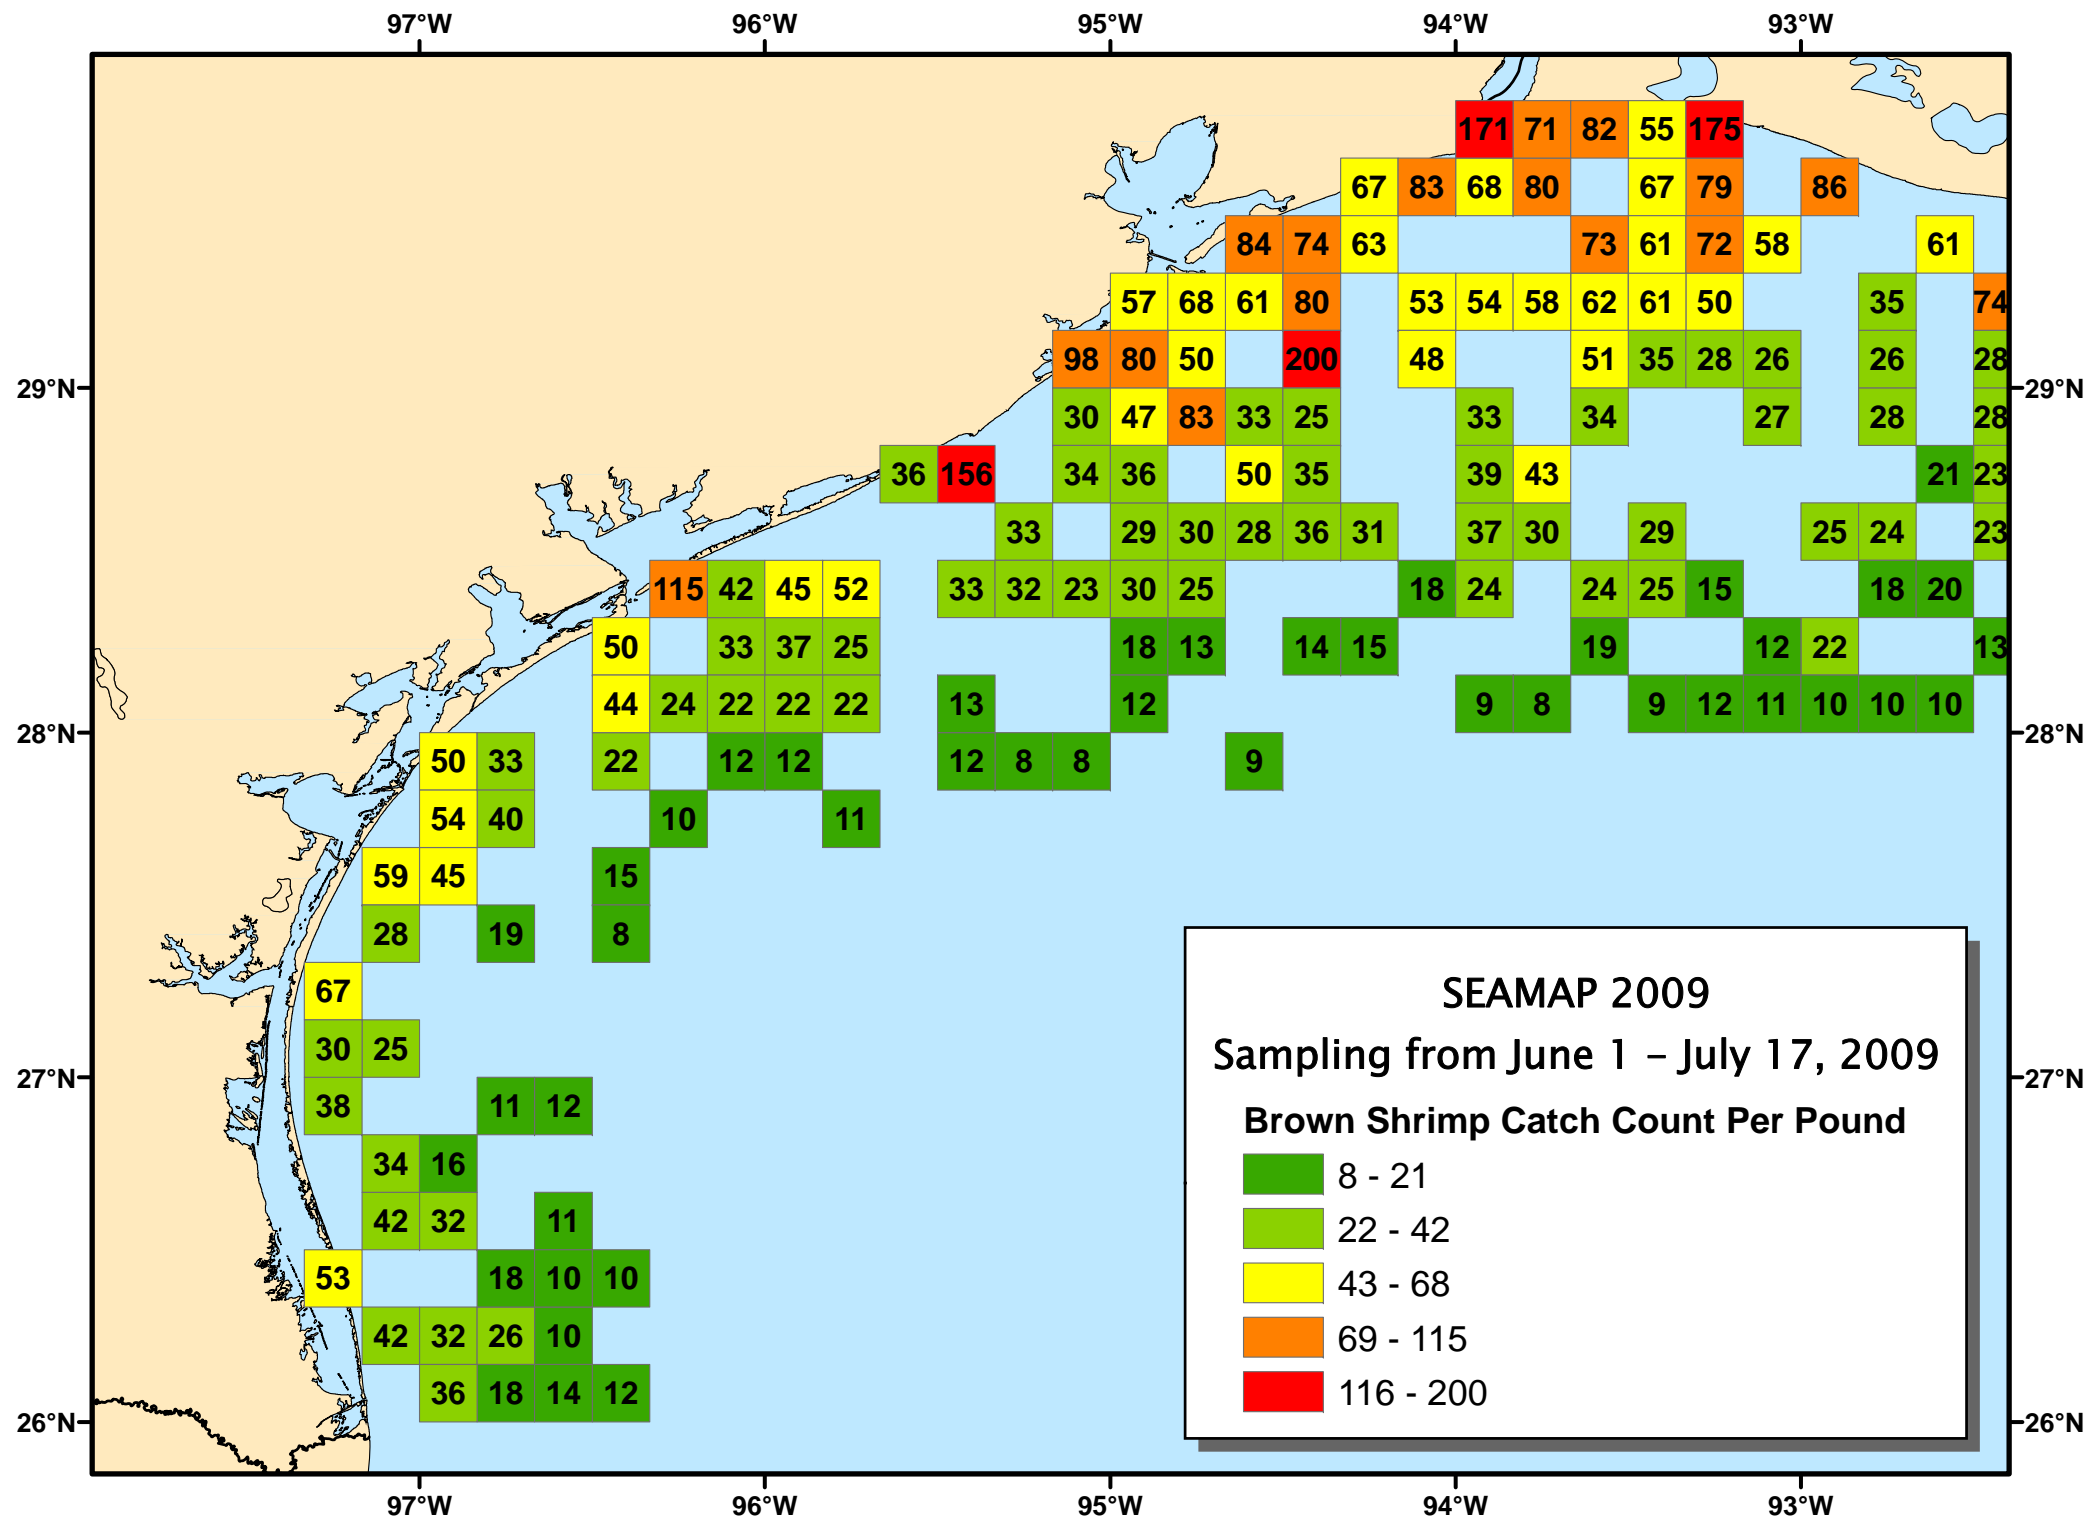 97°W 96°W 95°W 94°W 93°W
171 71 82 55 175
67 83 68 80 67 79 86
84 74 63 73 61 72 58 61
57 68 61 80 53 54 58 62 61 50 35 74
98 80 50 200 48 51 35 28 26 26 28
29°N 29°N
30 47 83 33 25 33 34 27 28 28
36 156 34 36 50 35 39 43 21 23
33 29 30 28 36 31 37 30 29 25 24 23
115 42 45 52 33 32 23 30 25 18 24 24 25 15 18 20
50 33 37 25 18 13 14 15 19 12 22 13
44 24 22 22 22 13 12 9 8 9 12 11 10 10 10
28°N 28°N
50 33 22 12 12 12 8 8 9
54 40 10 11
59 45 15
28 19 8
67
30 25
27°N 27°N
38 11 12
34 16
42 32 11
53 18 10 10
42 32 26 10
36 18 14 12
26°N 26°N
SEAMAP 2009
Sampling from June 1 – July 17, 2009
Brown Shrimp Catch Count Per Pound
8 - 21
22 - 42
43 - 68
69 - 115
116 - 200
97°W 96°W 95°W 94°W 93°W